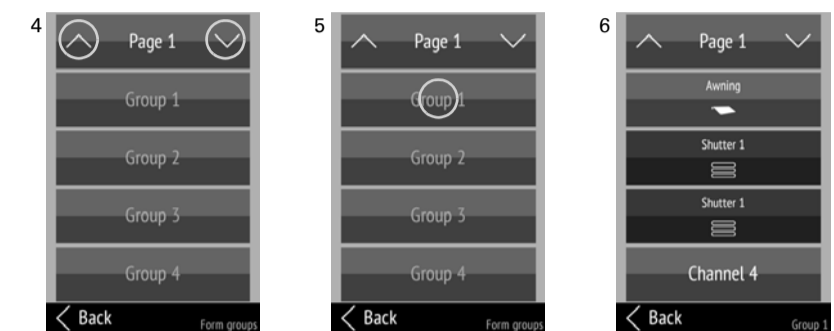 4
Page 1
Group 1
Group 2
Group 3
Group 4
Back
Form groups
5
Page 1
Group 1
Group 2
Group 3
Group 4
Back
Form groups
6
Page 1
Awning
Shutter 1
Shutter 1
Channel 4
Back
Group 1